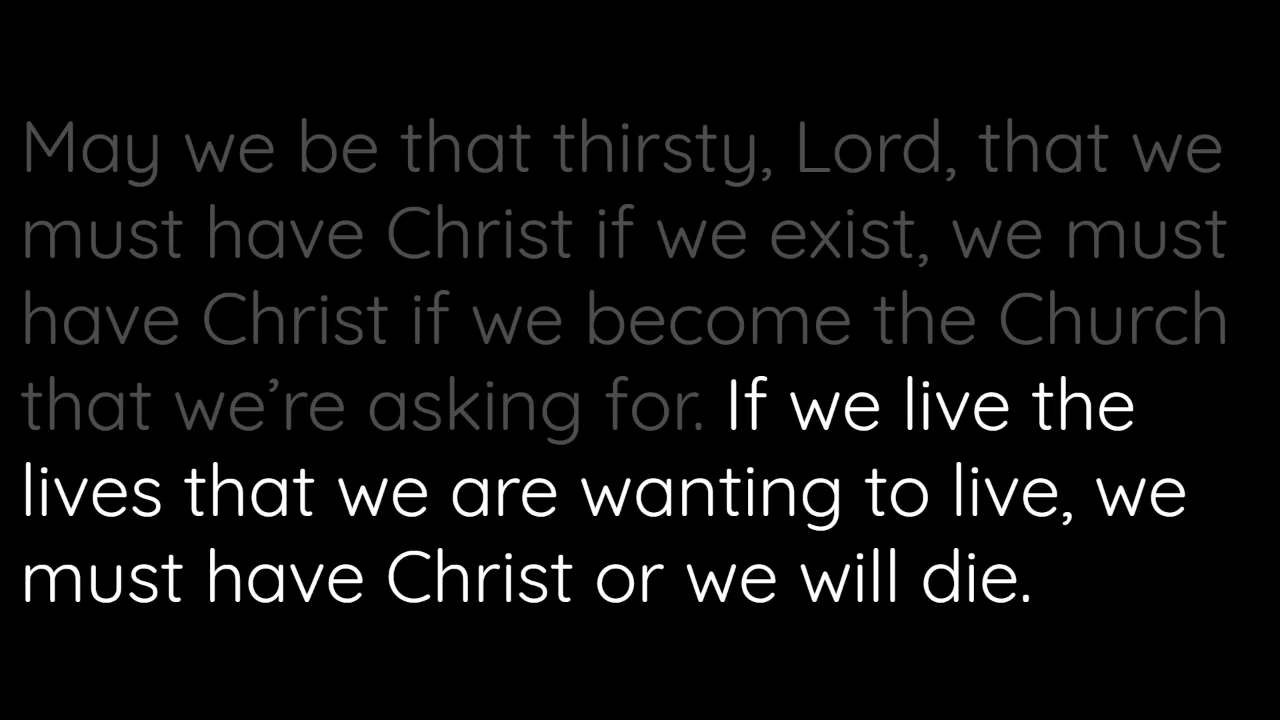 May we be that thirsty, Lord, that we
must have Christ if we exist, we must
have Christ if we become the Church
that we’re asking for. If we live the
lives that we are wanting to live, we
must have Christ or we will die.